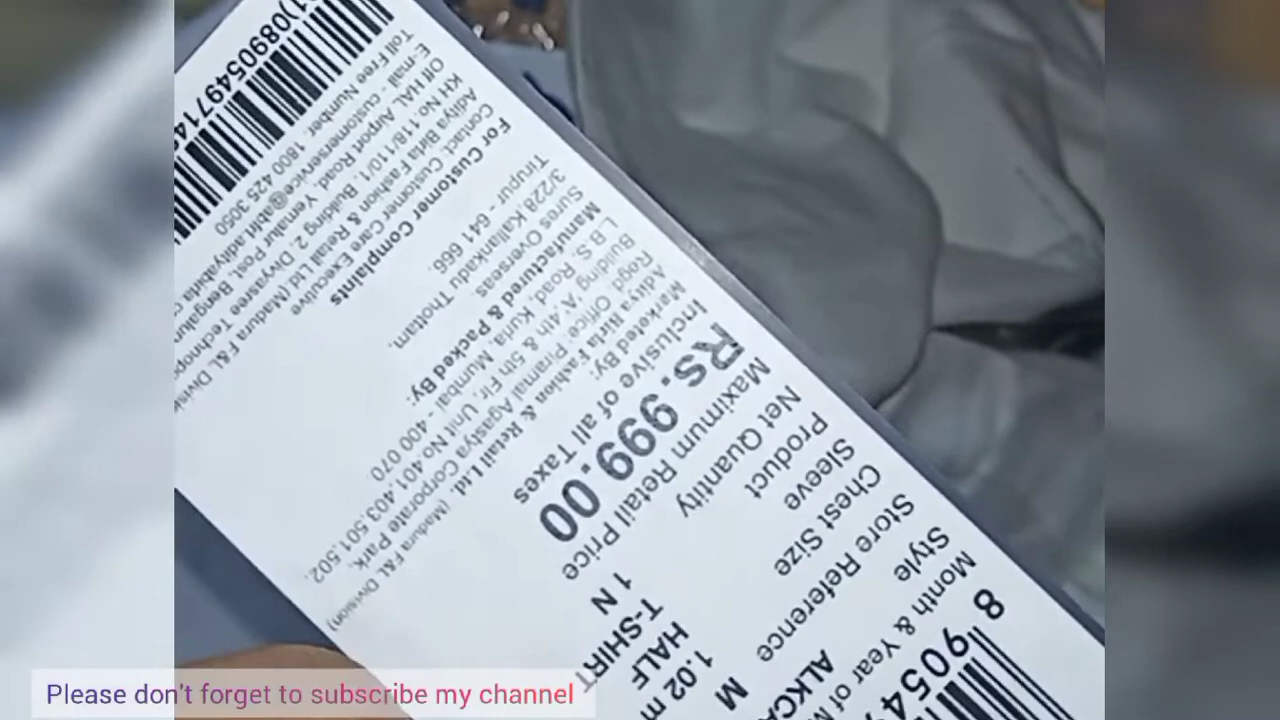 8 9054
Month & Year of
Style ALKCA
Store Reference M
Chest Size 1.02 m
Sleeve HALF
Product T-SHIRT
Net Quantity 1 N
Maximum Retail Price
Rs. 999.00
Inclusive of all Taxes
Marketed By:
Aditya Birla Fashion & Retail Ltd. (Madura F&L Division)
Regd. Office: Piramal Agastya Corporate Park,
Building 'A', 4th & 5th Flr, Unit No.401,403,501,502,
L.B.S. Road, Kurla, Mumbai - 400 070.
Manufactured & Packed By:
Sures Overseas
3/228 Kallankadu Thottam,
Tirupur - 641 666.
For Customer Complaints
Contact: Customer Care Executive
Aditya Birla Fashion & Retail Ltd (Madura F&L
KH No.118/110/1, Building 2, Divyasree
Off HAL Airport Road, Yemalur Post,
E-mail - customerservice@abfrl.adityabirla
Toll Free Number: 1800 425 3050
1)0890549714
Please don't forget to subscribe my channel